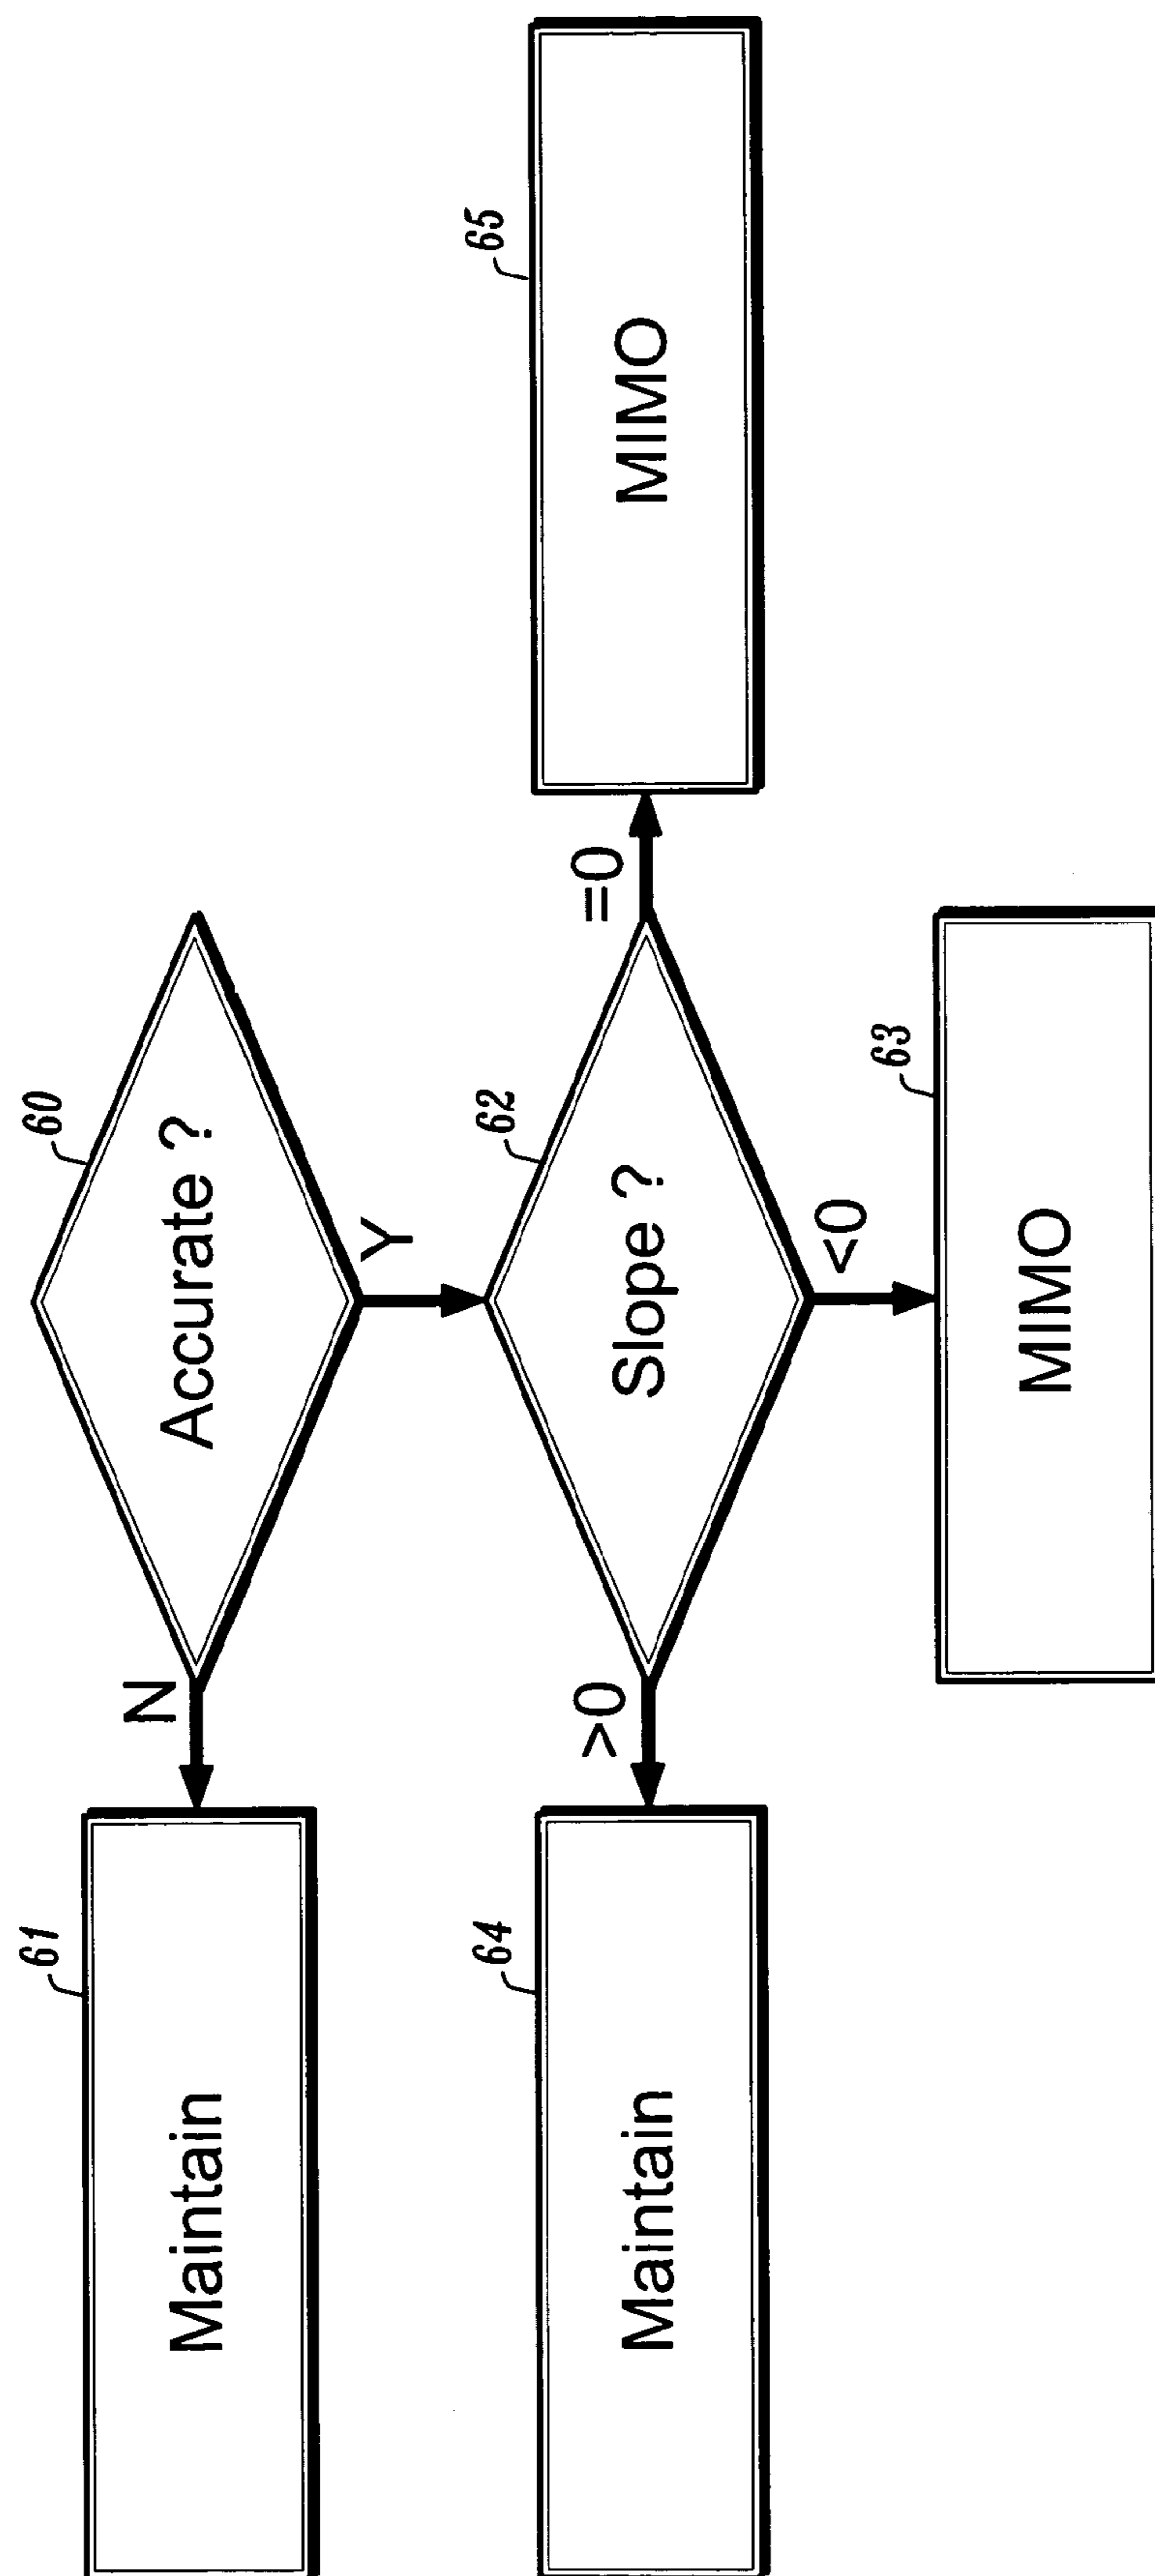 60
Accurate ?
N
Y
61
Maintain
62
Slope ?
>0
=0
<0
64
Maintain
65
MIMO
63
MIMO